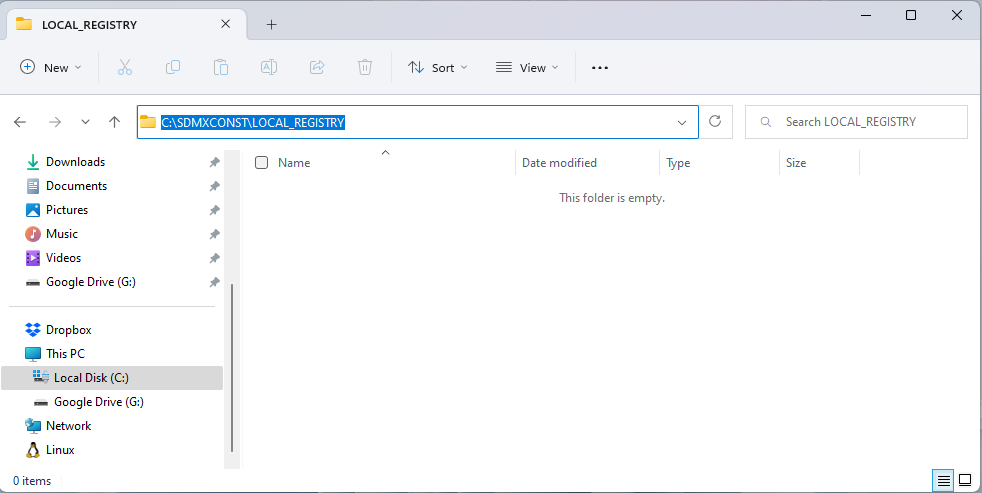 LOCAL_REGISTRY
New
Sort
View
C:\SDMXCONST\LOCAL_REGISTRY
Search LOCAL_REGISTRY
Downloads
Documents
Pictures
Music
Videos
Google Drive (G:)
Dropbox
This PC
Local Disk (C:)
Google Drive (G:)
Network
Linux
Name Date modified Type Size
This folder is empty.
0 items